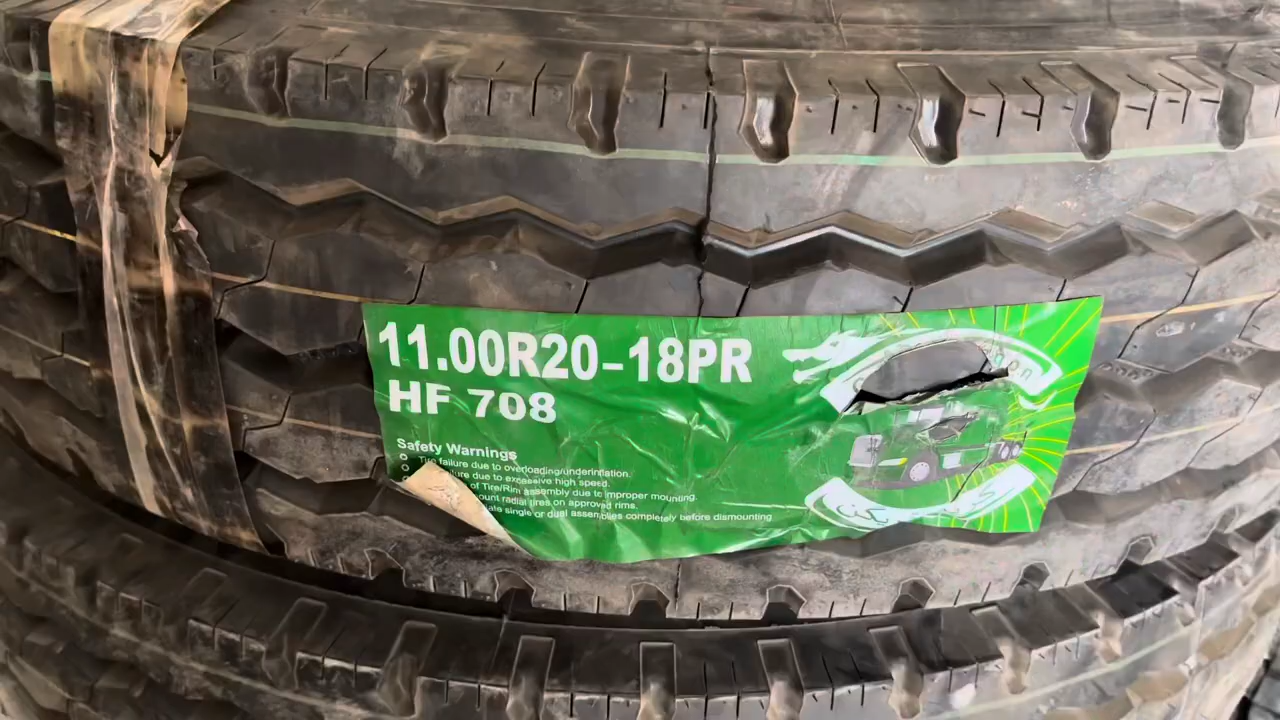 11.00R20-18PR
HF 708
Safety Warnings
Tire failure due to overloading/underinflation.
due to excessive high speed.
of Tire/Rim assembly due to improper mounting.
radial tires on approved rims.
single or dual assemblies completely before dismounting